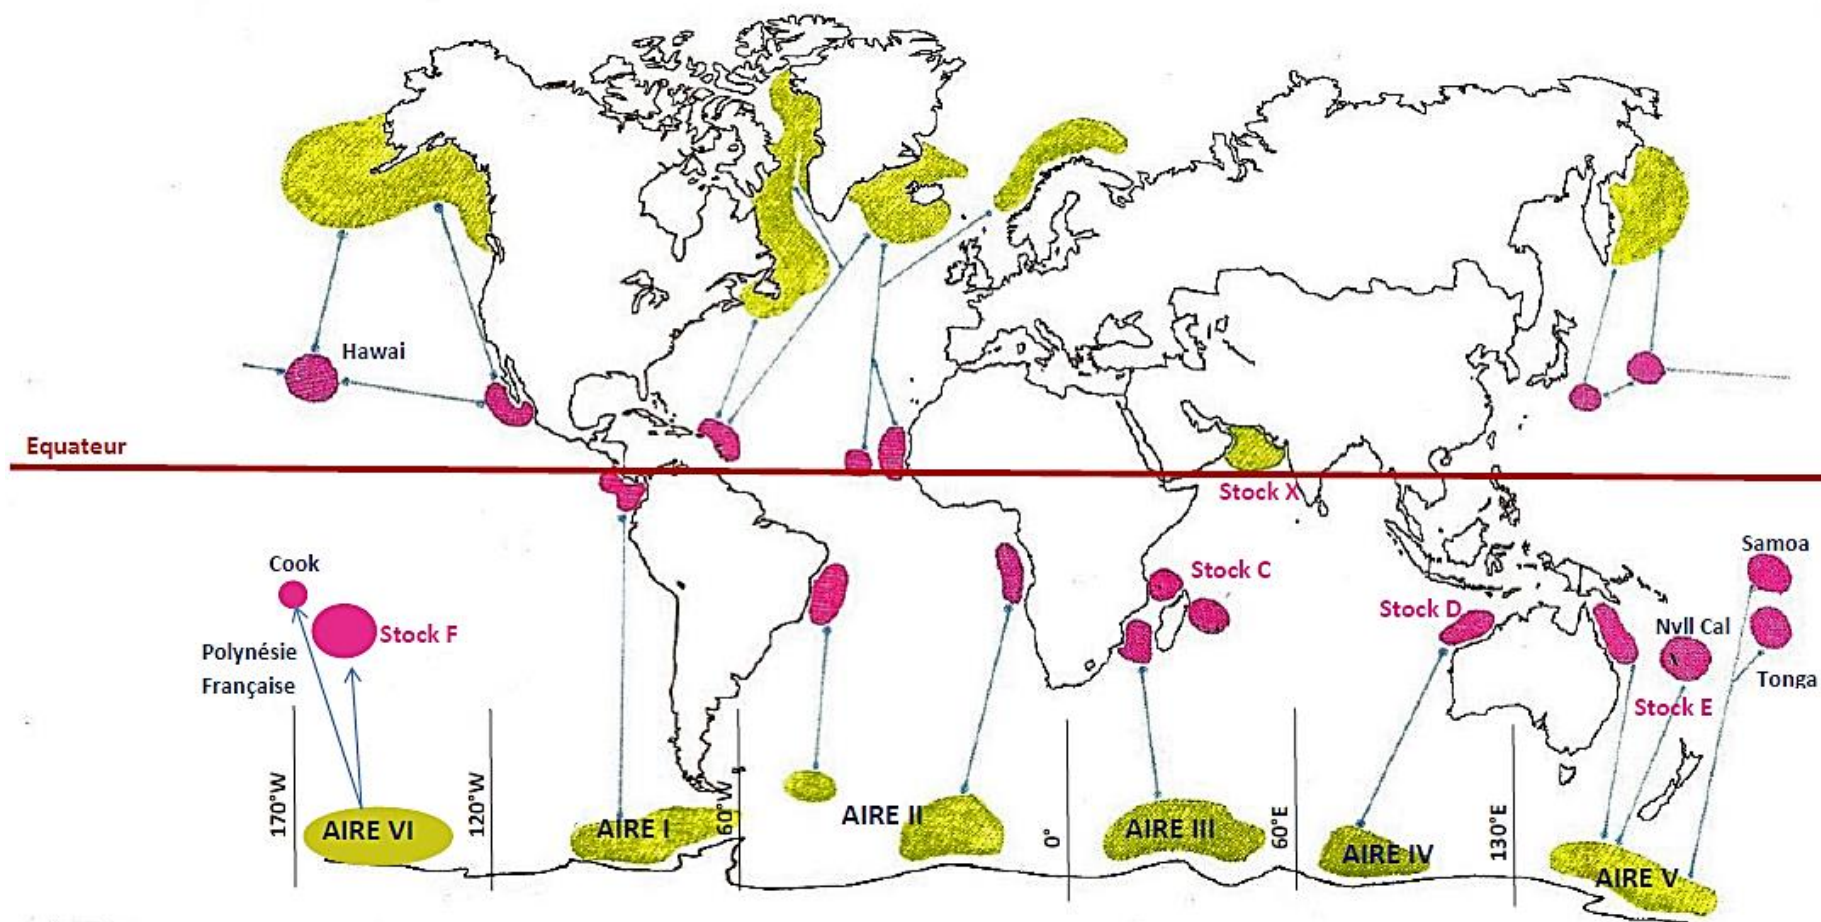 Hawai
Equateur
Stock X
Cook
Samoa
Stock C
Stock D
Stock F
Nvll Cal
Polynésie
Française
Tonga
Stock E
170°W
120°W
60°W
0°
60°E
130°E
AIRE VI
AIRE I
AIRE II
AIRE III
AIRE IV
AIRE V